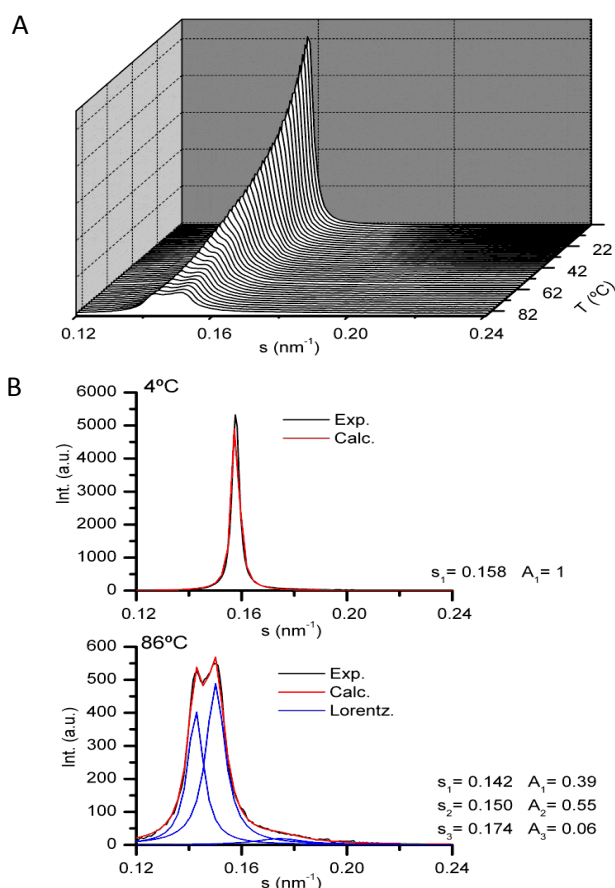 A
0.12
0.16
0.20
0.24
s (nm-1)
22
42
62
82
T (ºC)
B
4ºC
6000
5000
4000
3000
2000
1000
0
Int. (a.u.)
Exp.
Calc.
s1= 0.158 A1= 1
0.12 0.16 0.20 0.24
s (nm-1)
86ºC
600
500
400
300
200
100
0
Int. (a.u.)
Exp.
Calc.
Lorentz.
s1= 0.142 A1= 0.39
s2= 0.150 A2= 0.55
s3= 0.174 A3= 0.06
0.12 0.16 0.20 0.24
s (nm-1)